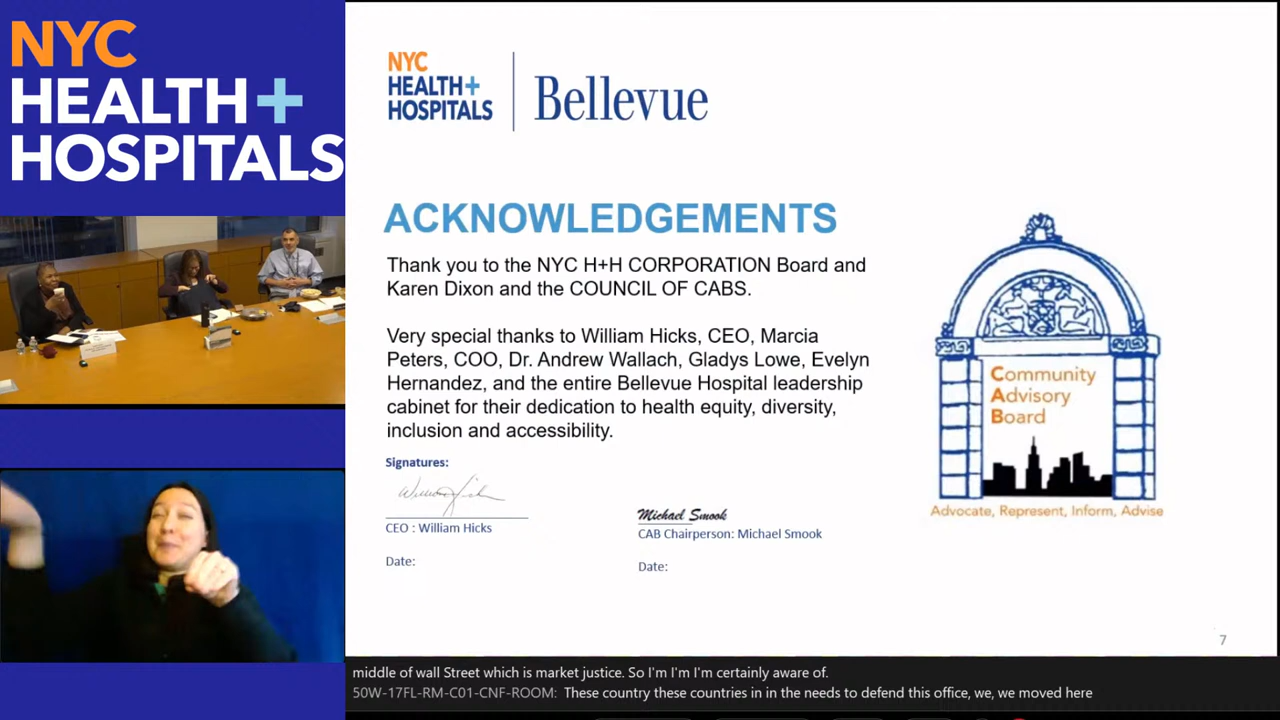 NYC
HEALTH+
HOSPITALS
NYC
HEALTH+
HOSPITALS
Bellevue
ACKNOWLEDGEMENTS
Thank you to the NYC H+H CORPORATION Board and
Karen Dixon and the COUNCIL OF CABS.
Very special thanks to William Hicks, CEO, Marcia
Peters, COO, Dr. Andrew Wallach, Gladys Lowe, Evelyn
Hernandez, and the entire Bellevue Hospital leadership
cabinet for their dedication to health equity, diversity,
inclusion and accessibility.
Signatures:
CEO : William Hicks
Date:
Michael Smook
CAB Chairperson: Michael Smook
Date:
Community
Advisory
Board
Advocate, Represent, Inform, Advise
7
middle of wall Street which is market justice. So I'm I'm I'm certainly aware of.
50W-17FL-RM-C01-CNF-ROOM: These country these countries in in the needs to defend this office, we, we moved here